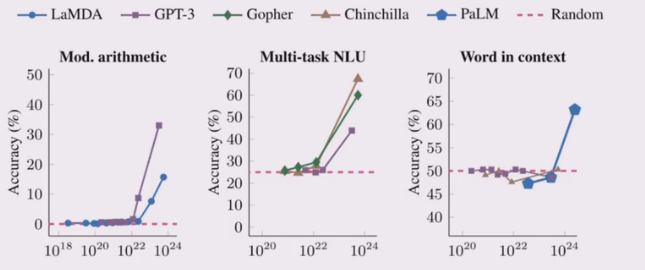 LaMDA GPT-3 Gopher Chinchilla PaLM Random
Mod. arithmetic
Accuracy (%)
50
40
30
20
10
0
10^18 10^20 10^22 10^24
Multi-task NLU
Accuracy (%)
70
60
50
40
30
20
10
0
10^20 10^22 10^24
Word in context
Accuracy (%)
70
65
60
55
50
45
40
10^20 10^22 10^24